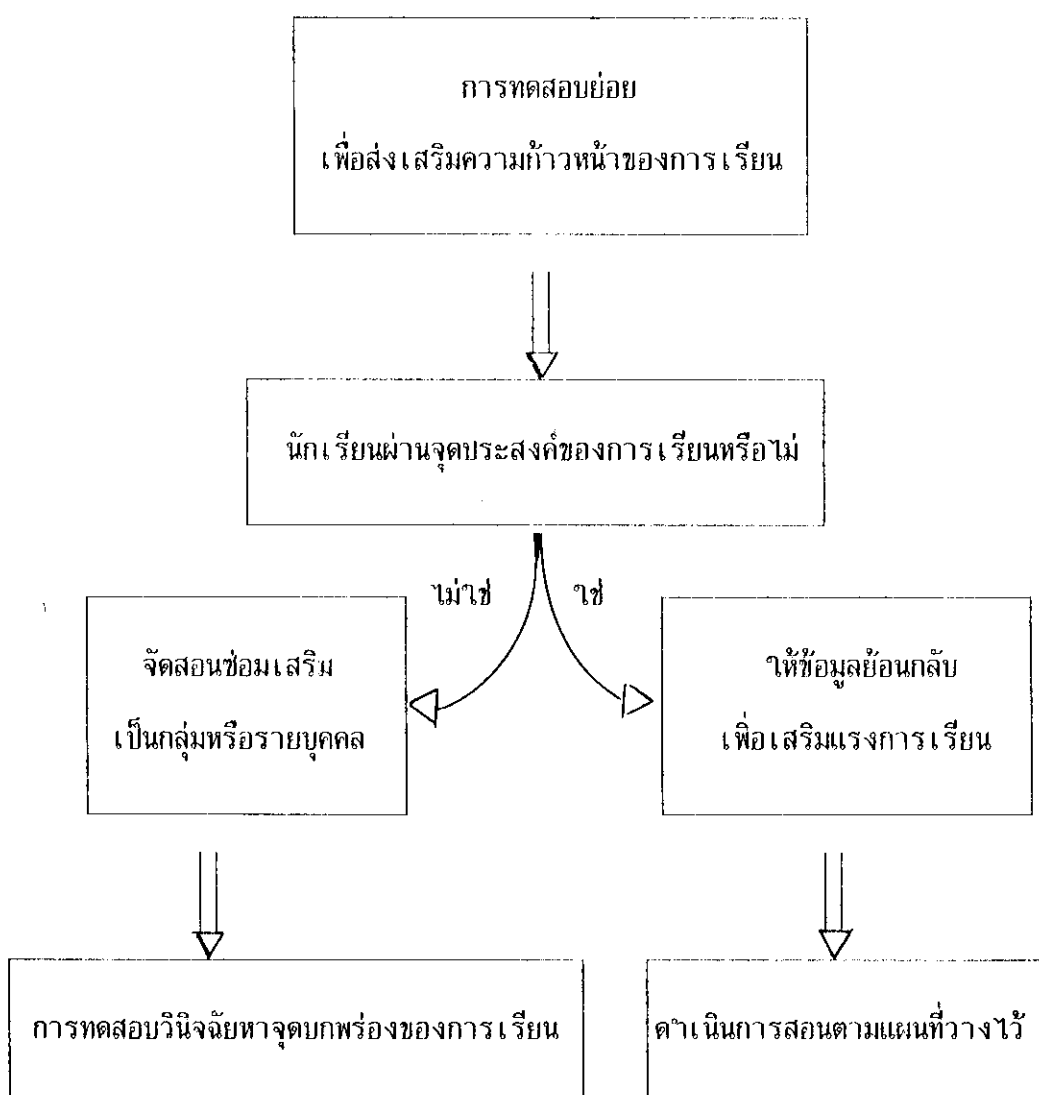 การทดสอบย่อย
เพื่อส่งเสริมความก้าวหน้าของการเรียน
นักเรียนผ่านจุดประสงค์ของการเรียนหรือไม่
ไม่ใช่
ใช่
จัดสอนซ่อมเสริม
เป็นกลุ่มหรือรายบุคคล
ให้ข้อมูลย้อนกลับ
เพื่อเสริมแรงการเรียน
การทดสอบวินิจฉัยหาจุดบกพร่องของการเรียน
ดำเนินการสอนตามแผนที่วางไว้